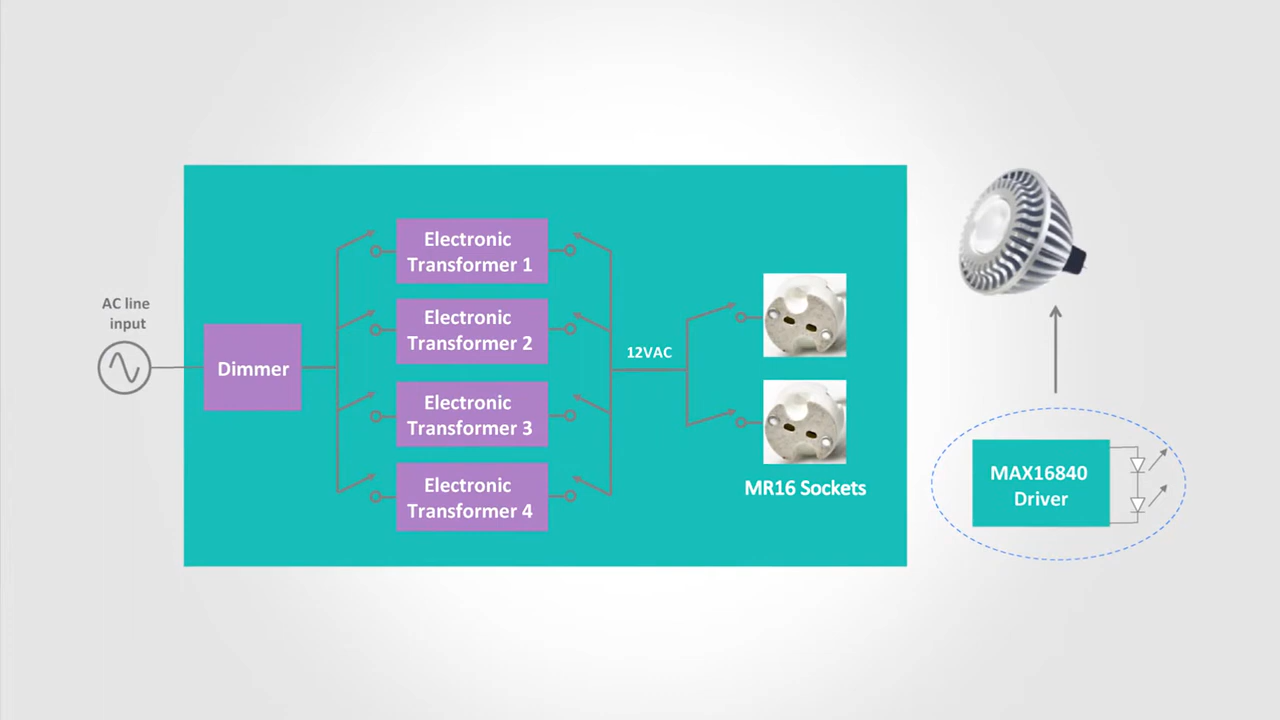 AC line
input
Dimmer
Electronic
Transformer 1
Electronic
Transformer 2
Electronic
Transformer 3
Electronic
Transformer 4
12VAC
MR16 Sockets
MAX16840
Driver